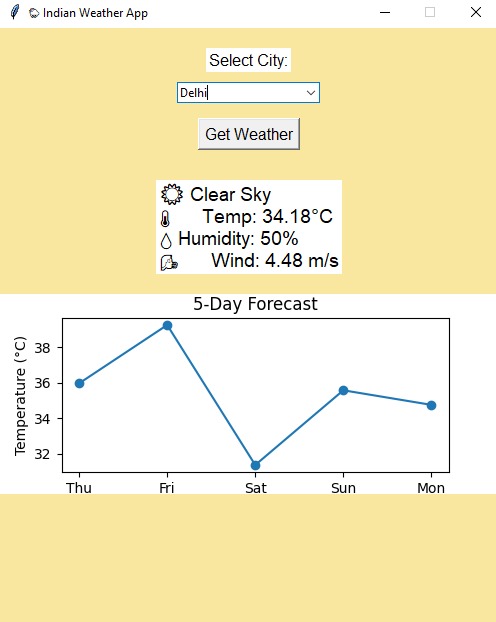 Indian Weather App
Select City:
Delhi
Get Weather
Clear Sky
Temp: 34.18°C
Humidity: 50%
Wind: 4.48 m/s
5-Day Forecast
Temperature (°C)
38
36
34
32
Thu Fri Sat Sun Mon